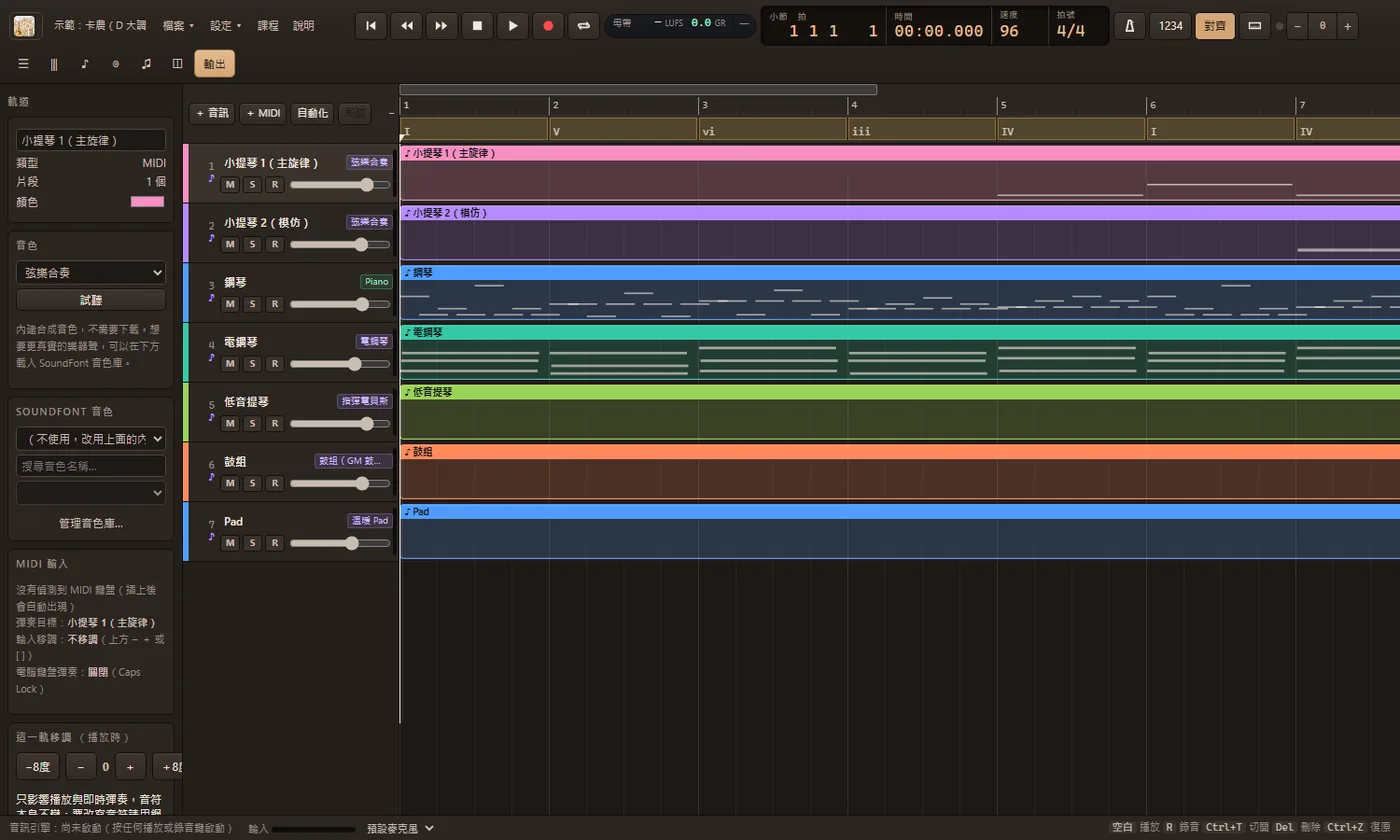 示範：卡農（D 大調
檔案 ▾
設定 ▾
課程
說明
母帶
– LUFS
0.0 GR
—
小節 拍
1 1 1 1
時間
00:00.000
速度
96
拍號
4/4
1234
對齊
− 0 +
輸出
軌道
小提琴 1（主旋律）
類型 MIDI
片段 1 個
顏色
音色
弦樂合奏
試聽
內建合成音色，不需要下載。想
要更真實的樂器聲，可以在下方
載入 SoundFont 音色庫。
SOUNDFONT 音色
（不使用，改用上面的內
搜尋音色名稱...
管理音色庫...
MIDI 輸入
沒有偵測到 MIDI 鍵盤（插上後
會自動出現）
彈奏目標：小提琴 1（主旋律）
輸入移調：不移調（上方 − + 或
[ ]）
電腦鍵盤彈奏：關閉（Caps
Lock）
這一軌移調 （播放時）
−8度 − 0 + +8度
只影響播放與即時彈奏，音符
+ 音訊
+ MIDI
自動化
−
1 2 3 4 5 6 7
I V vi iii IV I IV
1 小提琴 1（主旋律） 弦樂合奏
M S R
2 小提琴 2（模仿） 弦樂合奏
M S R
3 鋼琴 Piano
M S R
4 電鋼琴 電鋼琴
M S R
5 低音提琴 指彈電貝斯
M S R
6 鼓組 鼓組（GM 鼓...
M S R
7 Pad 溫暖 Pad
M S R
♪ 小提琴 1（主旋律）
♪ 小提琴 2（模仿）
♪ 鋼琴
♪ 電鋼琴
♪ 低音提琴
♪ 鼓組
♪ Pad
音訊引擎：尚未啟動（按任何播放或錄音鍵啟動）
輸入
預設麥克風
空白 播放 R 錄音 Ctrl+T 切開 Del 刪除 Ctrl+Z 復原